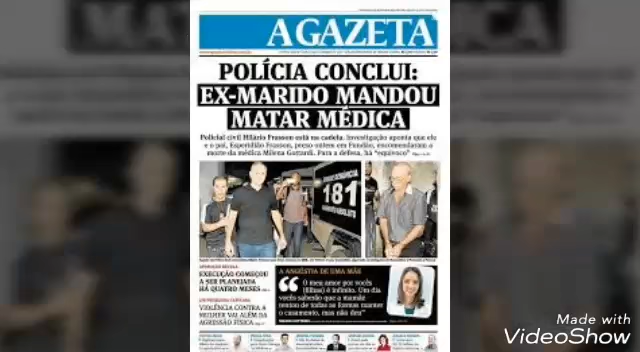 A GAZETA
POLÍCIA CONCLUI:
EX-MARIDO MANDOU
MATAR MÉDICA
Policial civil Hilário Frasson está na cadeia. Investigação aponta que ele
e o pai, Esperidião Frasson, preso ontem em Fundão, encomendaram a
morte da médica Milena Gottardi. Para a defesa, há "equívoco"
181
EXECUÇÃO COMEÇOU
A SER PLANEJADA
HÁ QUATRO MESES
VIOLÊNCIA CONTRA A
MULHER VAI ALÉM DA
AGRESSÃO FÍSICA
A ANGÚSTIA DE UMA MÃE
O meu amor por vocês
(filhas) é infinito. Um dia
vocês saberão que a mamãe
tentou de todas as formas manter
o casamento, mas não deu"
Made with
VideoShow